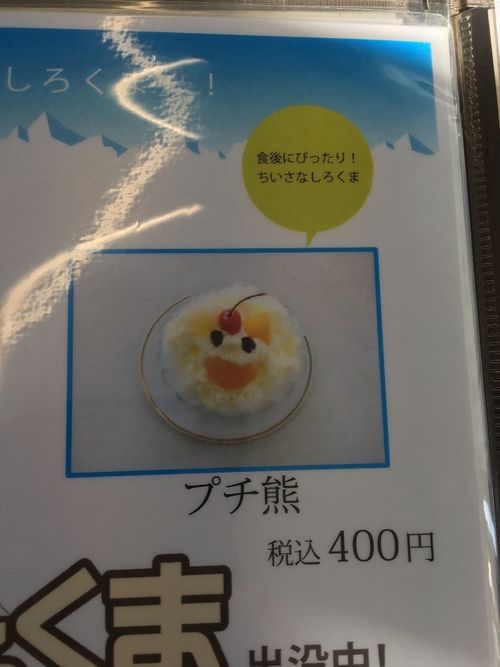 しろくま！
食後にぴったり！
ちいさなしろくま
プチ熊
税込 400円
くま
出没中!